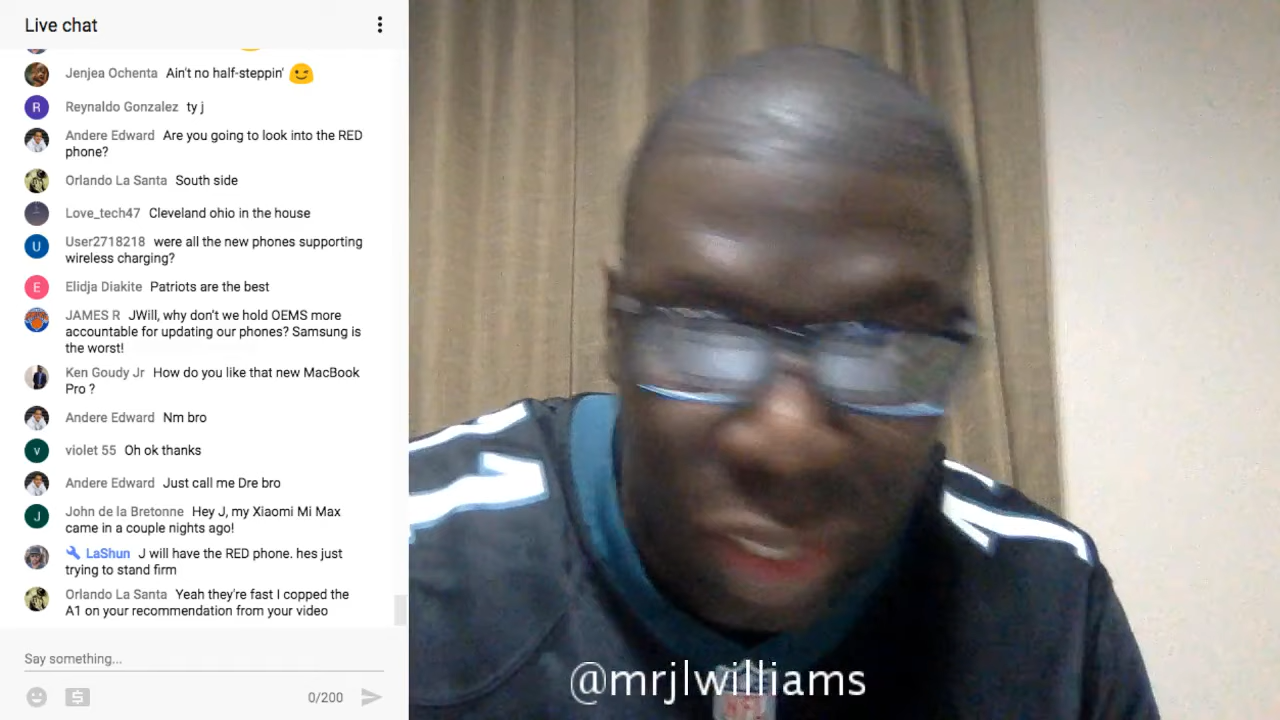 Live chat
Jenjea Ochenta Ain't no half-steppin'
R Reynaldo Gonzalez ty j
Andere Edward Are you going to look into the RED
phone?
Orlando La Santa South side
Love_tech47 Cleveland ohio in the house
U User2718218 were all the new phones supporting
wireless charging?
E Elidja Diakite Patriots are the best
JAMES R JWill, why don't we hold OEMS more
accountable for updating our phones? Samsung is
the worst!
Ken Goudy Jr How do you like that new MacBook
Pro ?
Andere Edward Nm bro
v violet 55 Oh ok thanks
Andere Edward Just call me Dre bro
J John de la Bretonne Hey J, my Xiaomi Mi Max
came in a couple nights ago!
LaShun J will have the RED phone. hes just
trying to stand firm
Orlando La Santa Yeah they're fast I copped the
A1 on your recommendation from your video
Say something...
0/200
@mrjlwilliams
NFL